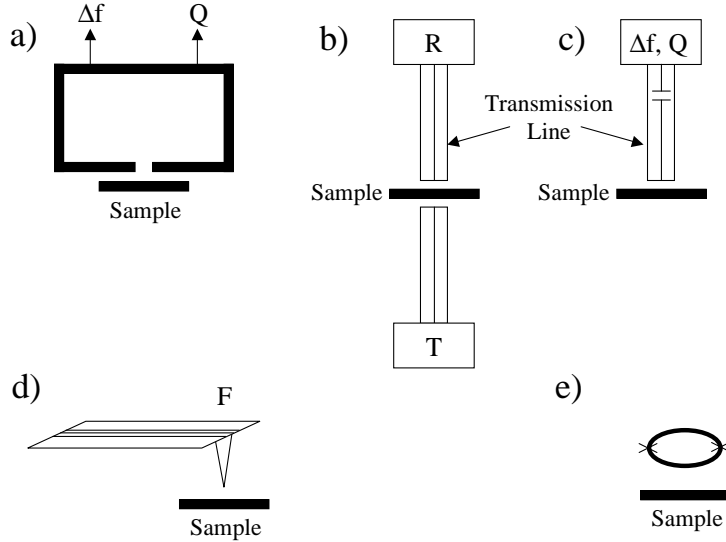 a)
Δf
Q
Sample
b)
R
Transmission
Line
Sample
T
c)
Δf, Q
Sample
d)
F
Sample
e)
Sample